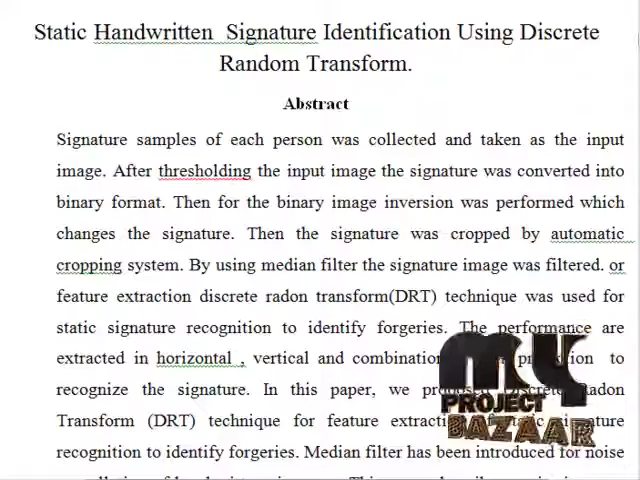 Static Handwritten Signature Identification Using Discrete
Random Transform.
Abstract
Signature samples of each person was collected and taken as the input
image. After thresholding the input image the signature was converted into
binary format. Then for the binary image inversion was performed which
changes the signature. Then the signature was cropped by automatic
cropping system. By using median filter the signature image was filtered. or
feature extraction discrete radon transform(DRT) technique was used for
static signature recognition to identify forgeries. The performance are
extracted in horizontal , vertical and combination to
recognize the signature. In this paper, we Discrete Radon
Transform (DRT) technique for feature
recognition to identify forgeries. Median filter has been introduced for noise
MY
PROJECT
BAZAAR